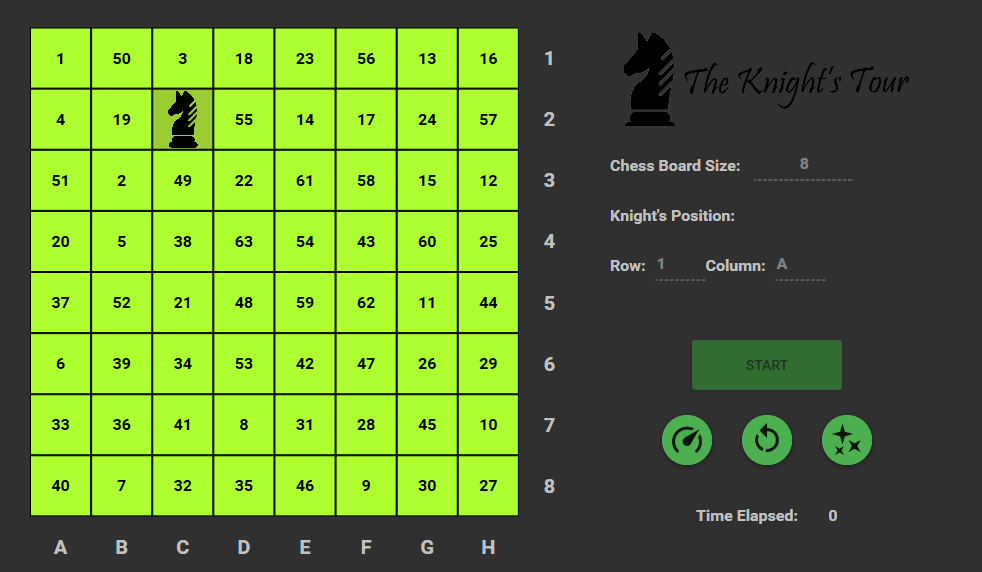 1 50 3 18 23 56 13 16 1
4 19 55 14 17 24 57 2
51 2 49 22 61 58 15 12 3
20 5 38 63 54 43 60 25 4
37 52 21 48 59 62 11 44 5
6 39 34 53 42 47 26 29 6
33 36 41 8 31 28 45 10 7
40 7 32 35 46 9 30 27 8
A B C D E F G H
The Knight's Tour
Chess Board Size: 8
Knight's Position:
Row: 1 Column: A
START
Time Elapsed: 0